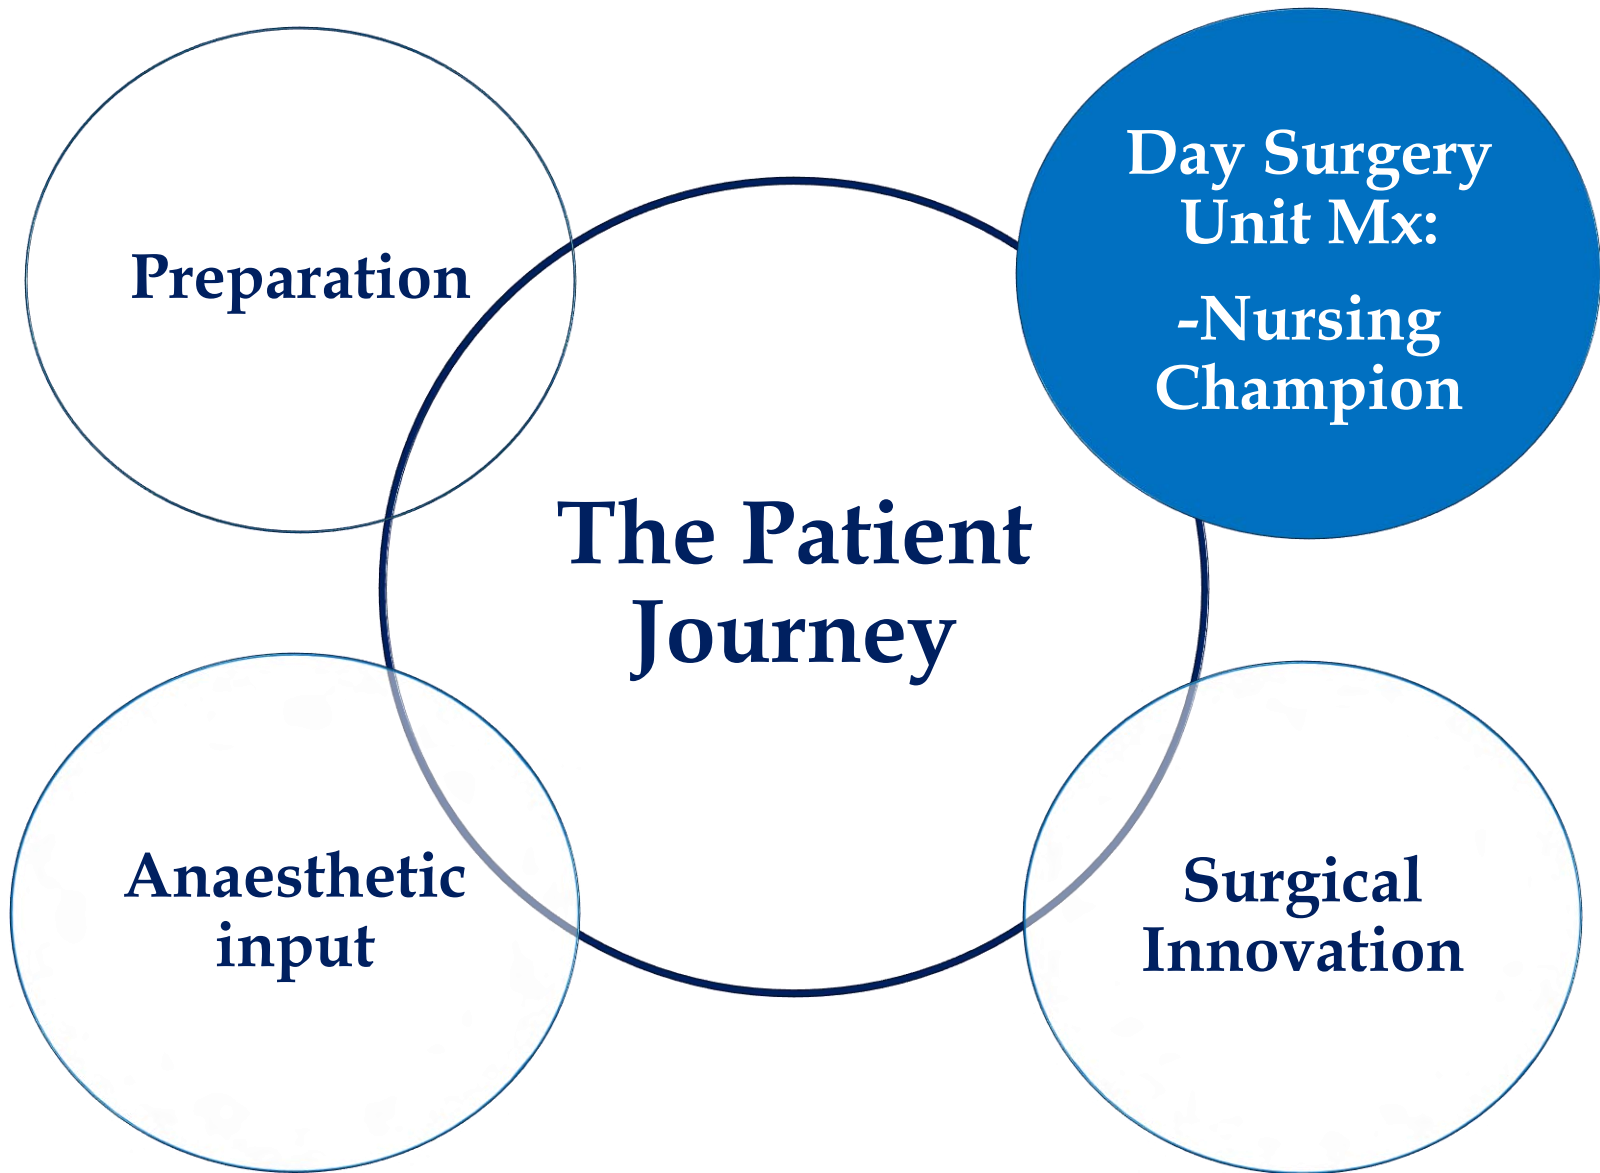 Preparation
Day Surgery
Unit Mx:
-Nursing
Champion
The Patient
Journey
Anaesthetic
input
Surgical
Innovation